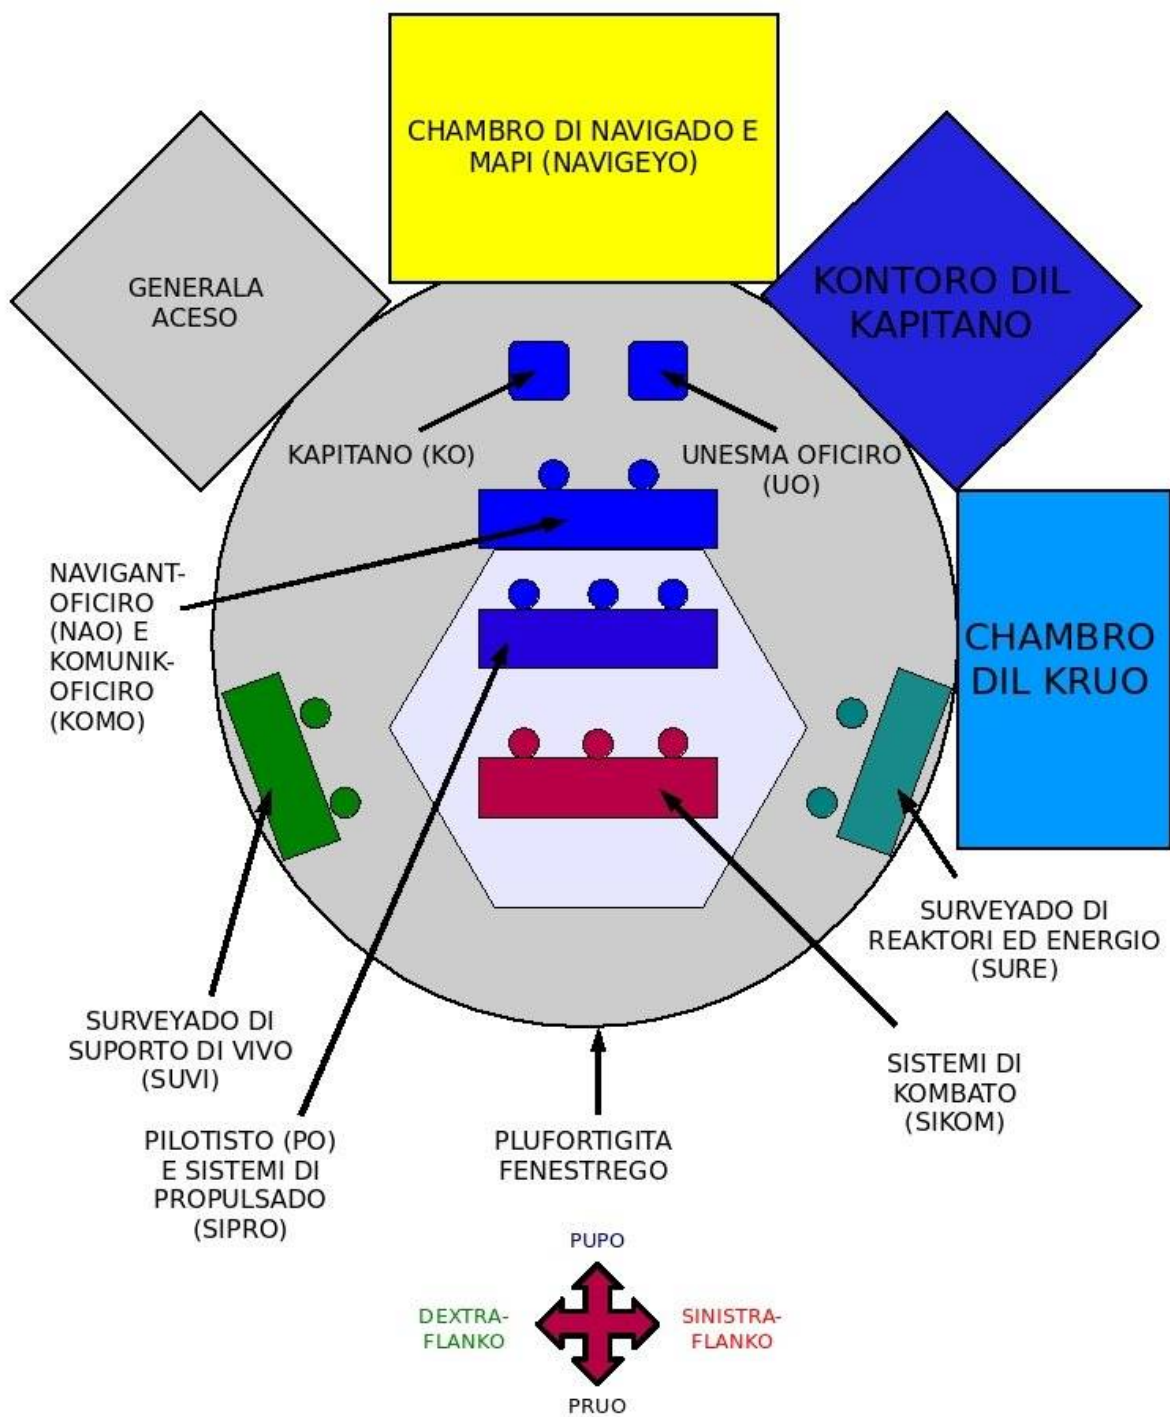 CHAMBRO DI NAVIGADO E
MAPI (NAVIGEYO)
GENERALA
ACESO
KONTORO DIL
KAPITANO
KAPITANO (KO)
UNESMA OFICIRO
(UO)
NAVIGANT-
OFICIRO
(NAO) E
KOMUNIK-
OFICIRO
(KOMO)
CHAMBRO
DIL KRUO
SURVEYADO DI
REAKTORI ED ENERGIO
(SURE)
SURVEYADO DI
SUPORTO DI VIVO
(SUVI)
SISTEMI DI
KOMBATO
(SIKOM)
PILOTISTO (PO)
E SISTEMI DI
PROPULSADO
(SIPRO)
PLUFORTIGITA
FENESTREGO
PUPO
DEXTRA-
FLANKO
SINISTRA-
FLANKO
PRUO